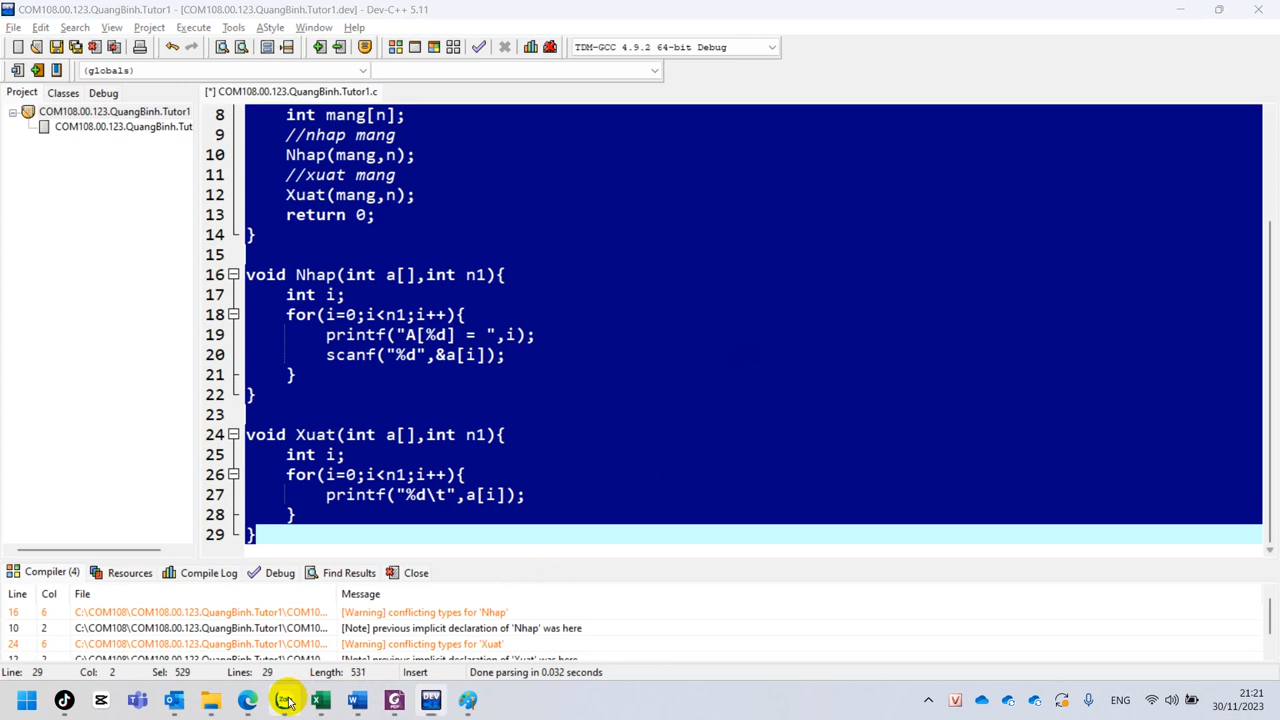 COM108.00.123.QuangBinh.Tutor1 - [COM108.00.123.QuangBinh.Tutor1.dev] - Dev-C++ 5.11
File Edit Search View Project Execute Tools AStyle Window Help
TDM-GCC 4.9.2 64-bit Debug
(globals)
Project Classes Debug
[*] COM108.00.123.QuangBinh.Tutor1.c
COM108.00.123.QuangBinh.Tutor1
COM108.00.123.QuangBinh.Tut
8 int mang[n];
9 //nhap mang
10 Nhap(mang,n);
11 //xuat mang
12 Xuat(mang,n);
13 return 0;
14 }
15
16 void Nhap(int a[],int n1){
17 int i;
18 for(i=0;i<n1;i++){
19 printf("A[%d] = ",i);
20 scanf("%d",&a[i]);
21 }
22 }
23
24 void Xuat(int a[],int n1){
25 int i;
26 for(i=0;i<n1;i++){
27 printf("%d\t",a[i]);
28 }
29 }
Compiler (4) Resources Compile Log Debug Find Results Close
Line Col File Message
16 6 C:\COM108\COM108.00.123.QuangBinh.Tutor1\COM10... [Warning] conflicting types for 'Nhap'
10 2 C:\COM108\COM108.00.123.QuangBinh.Tutor1\COM10... [Note] previous implicit declaration of 'Nhap' was here
24 6 C:\COM108\COM108.00.123.QuangBinh.Tutor1\COM10... [Warning] conflicting types for 'Xuat'
12 2 C:\COM108\COM108.00.123.QuangBinh.Tutor1\COM10... [Note] previous implicit declaration of 'Xuat' was here
Line: 29 Col: 2 Sel: 529 Lines: 29 Length: 531 Insert Done parsing in 0.032 seconds
DEV
ENG
21:21
30/11/2023